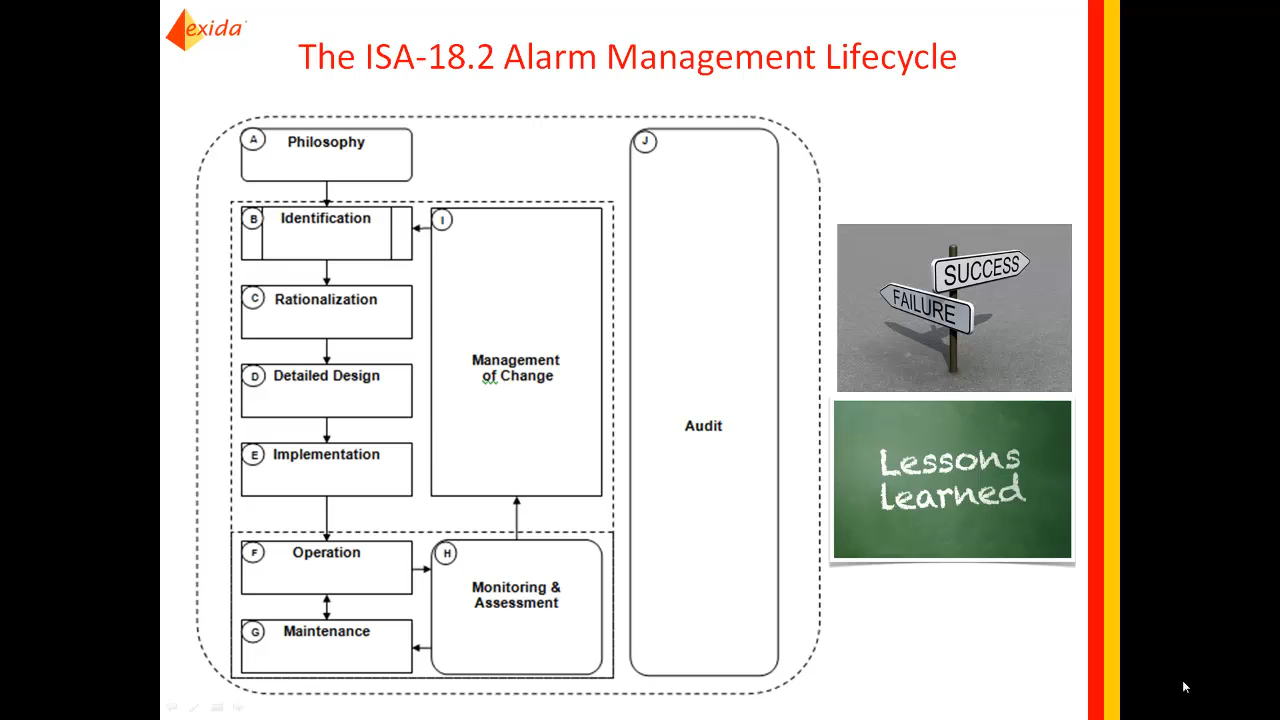 exida
The ISA-18.2 Alarm Management Lifecycle
A
Philosophy
B
Identification
C
Rationalization
D
Detailed Design
E
Implementation
F
Operation
G
Maintenance
I
Management
of Change
H
Monitoring &
Assessment
J
Audit
SUCCESS
FAILURE
Lessons
Learned